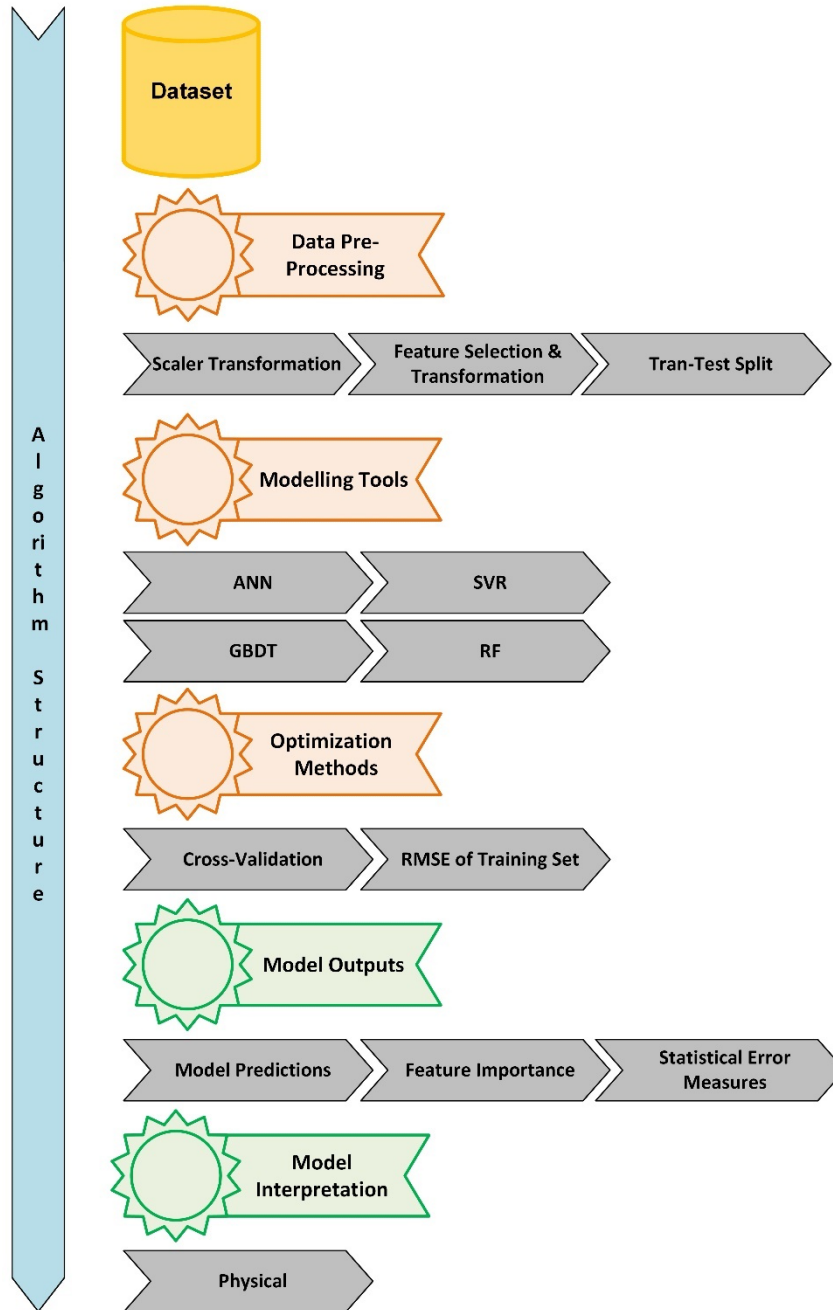 Dataset
Data Pre-
Processing
Scaler Transformation
Feature Selection &
Transformation
Tran-Test Split
Algorithm Structure
Modelling Tools
ANN
SVR
GBDT
RF
Optimization
Methods
Cross-Validation
RMSE of Training Set
Model Outputs
Model Predictions
Feature Importance
Statistical Error
Measures
Model
Interpretation
Physical